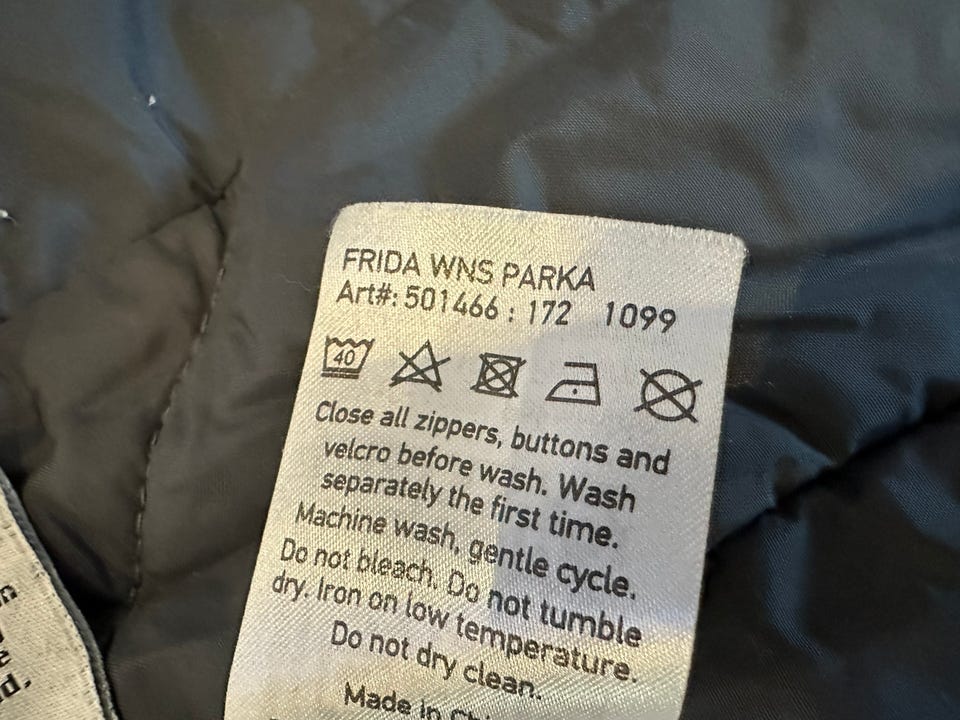 FRIDA WNS PARKA
Art#: 501466 : 172 1099
40
Close all zippers, buttons and
velcro before wash. Wash
separately the first time.
Machine wash, gentle cycle.
Do not bleach. Do not tumble
dry. Iron on low temperature.
Do not dry clean.
Made in